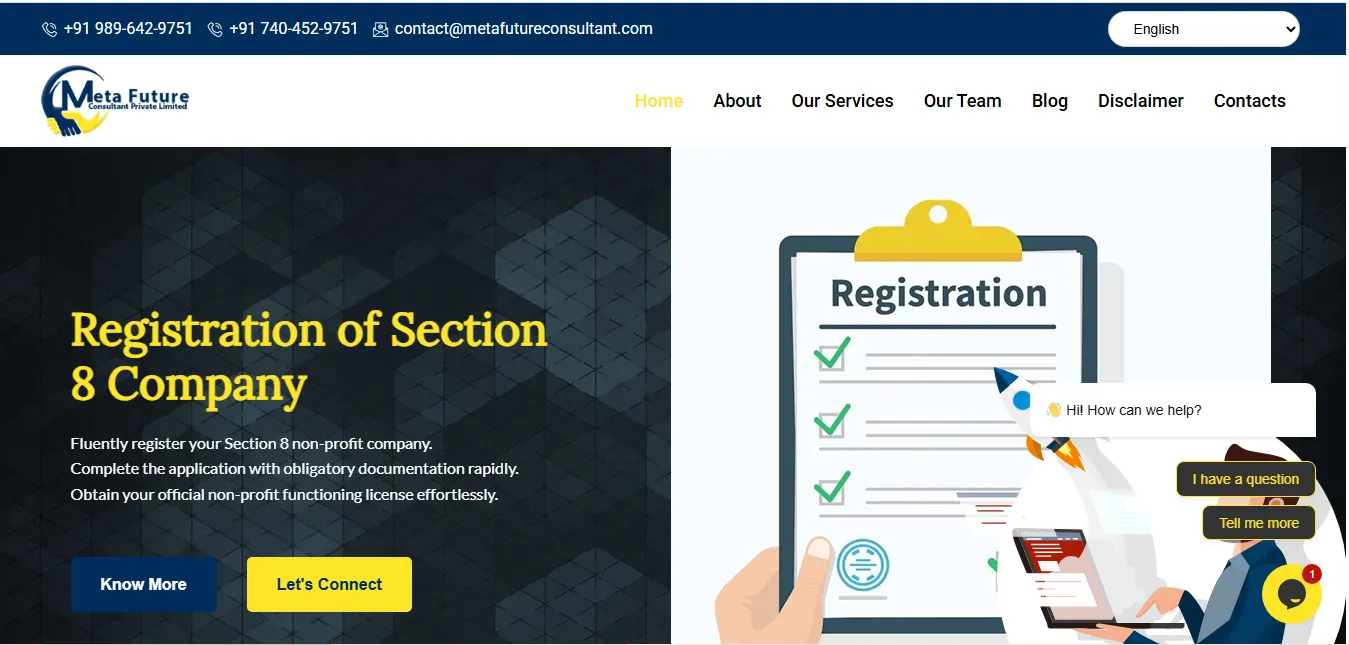 +91 989-642-9751 +91 740-452-9751 contact@metafutureconsultant.com English
Meta Future
Consultant Private Limited
Home About Our Services Our Team Blog Disclaimer Contacts
Registration of Section
8 Company
Fluently register your Section 8 non-profit company.
Complete the application with obligatory documentation rapidly.
Obtain your official non-profit functioning license effortlessly.
Know More Let's Connect
Registration
👋 Hi! How can we help?
I have a question
Tell me more
1